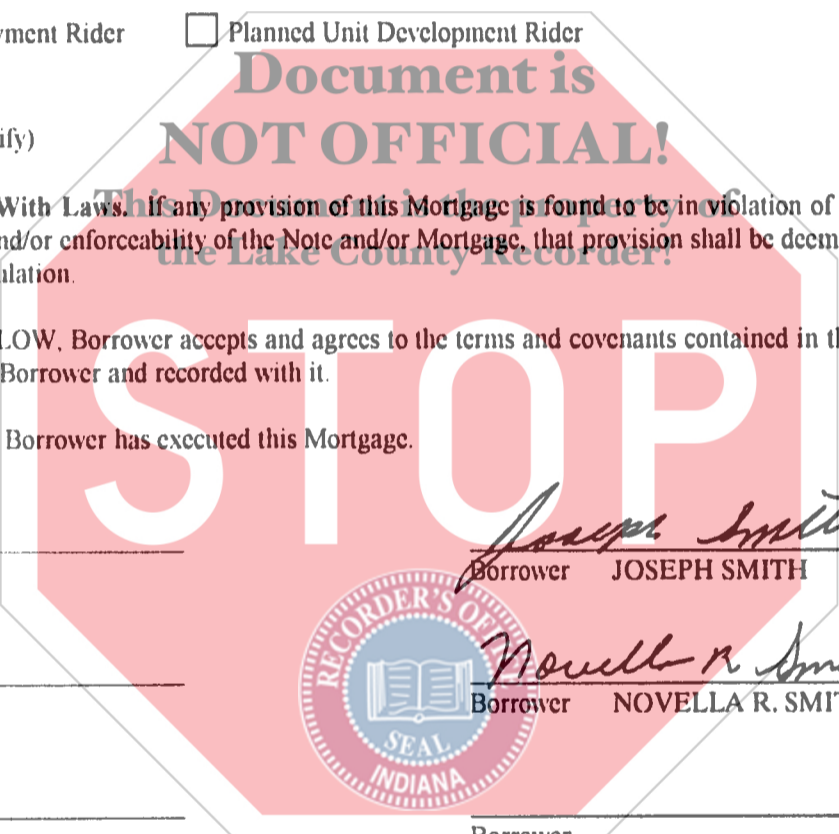 yment Rider Planned Unit Development Rider
Document is
NOT OFFICIAL!
ify)
This Document is the property of
With Laws. If any provision of this Mortgage is found to be in violation of
the Lake County Recorder!
nd/or enforceability of the Note and/or Mortgage, that provision shall be deem
ulation.
STOP
LOW, Borrower accepts and agrees to the terms and covenants contained in th
Borrower and recorded with it.
Borrower has executed this Mortgage.
Joseph Smith
Borrower JOSEPH SMITH
RECORDER'S OFFICE
Novella R Smi
Borrower NOVELLA R. SMIT
SEAL
INDIANA
Borrower